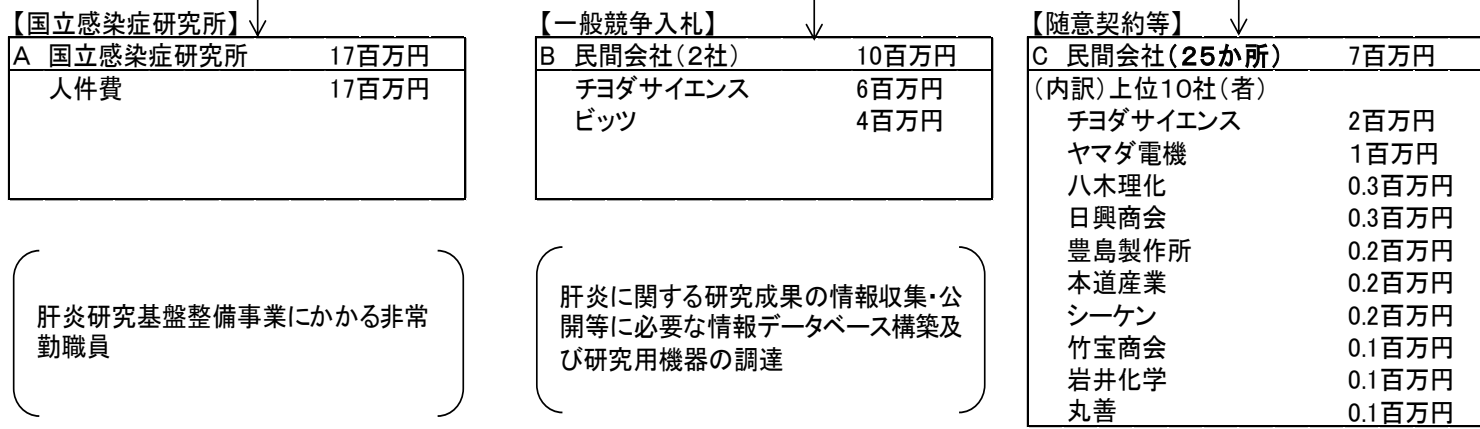 【国立感染症研究所】
A 国立感染症研究所 17百万円
人件費 17百万円
肝炎研究基盤整備事業にかかる非常
勤職員
【一般競争入札】
B 民間会社(2社) 10百万円
チヨダサイエンス 6百万円
ビッツ 4百万円
肝炎に関する研究成果の情報収集・公
開等に必要な情報データベース構築及
び研究用機器の調達
【随意契約等】
C 民間会社(25か所) 7百万円
(内訳)上位10社(者)
チヨダサイエンス 2百万円
ヤマダ電機 1百万円
八木理化 0.3百万円
日興商会 0.3百万円
豊島製作所 0.2百万円
本道産業 0.2百万円
シーケン 0.2百万円
竹宝商会 0.1百万円
岩井化学 0.1百万円
丸善 0.1百万円